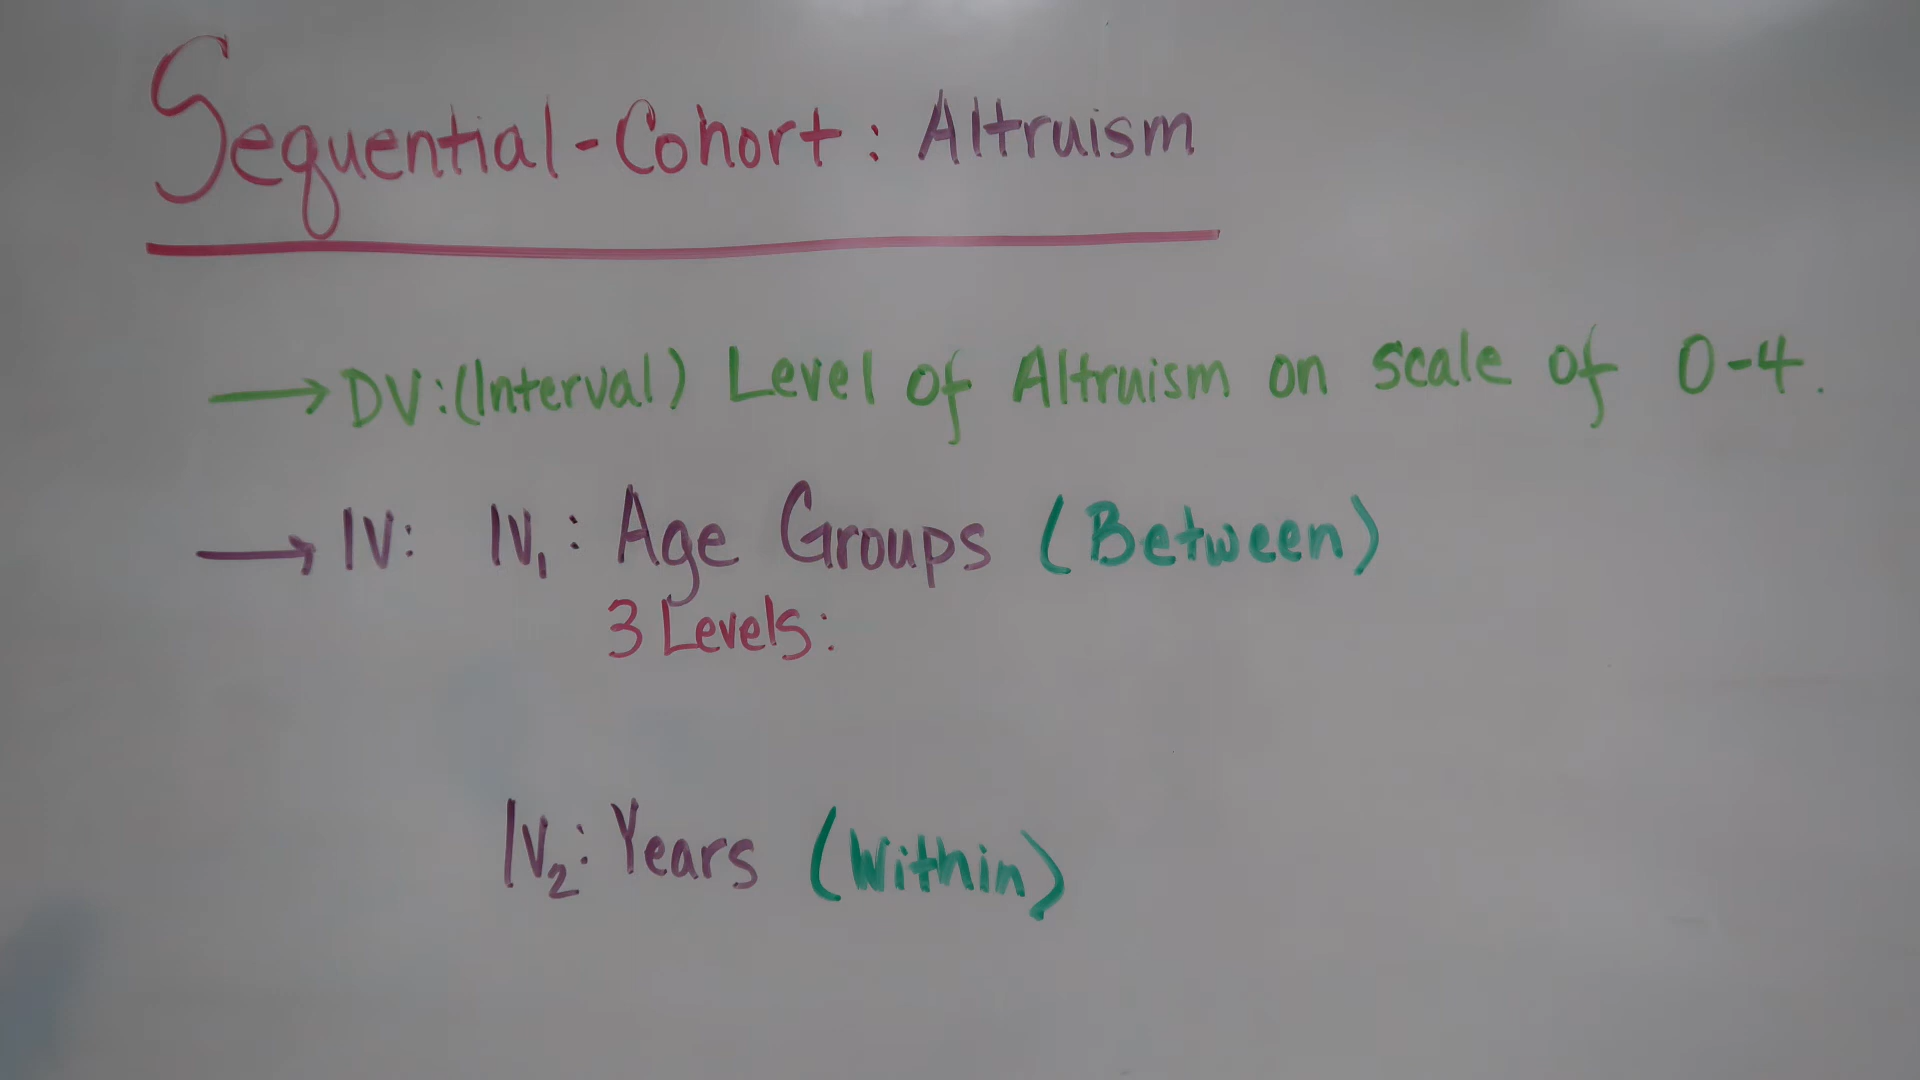 Sequential-Cohort: Altruism
→ DV:(Interval) Level of Altruism on scale of 0-4.
→ IV: IV₁: Age Groups (Between)
3 Levels:
IV₂: Years (Within)